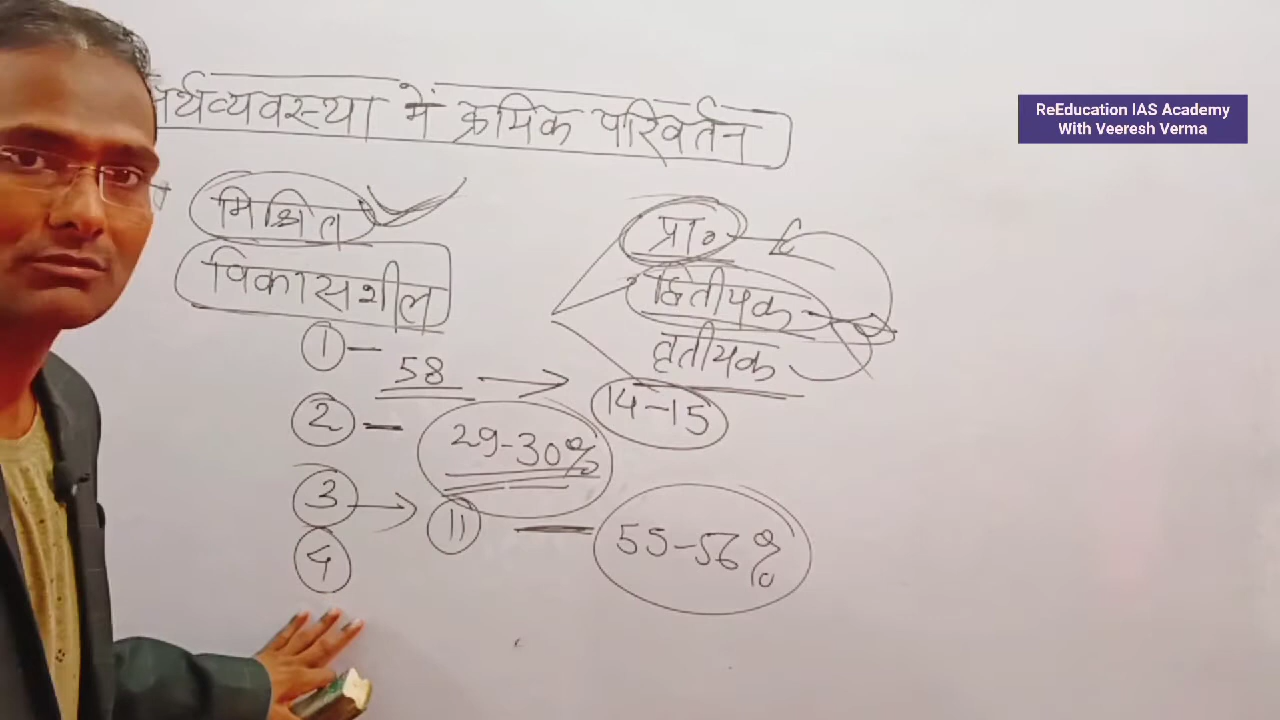 ReEducation IAS Academy
With Veeresh Verma
र्थव्यवस्था में क्रमिक परिवर्तन
मिश्रित
विकासशील
प्रा०
द्वितीयक
तृतीयक
① – 58 → 14-15
② – 29-30%
③ → 11 – 55-56%
④